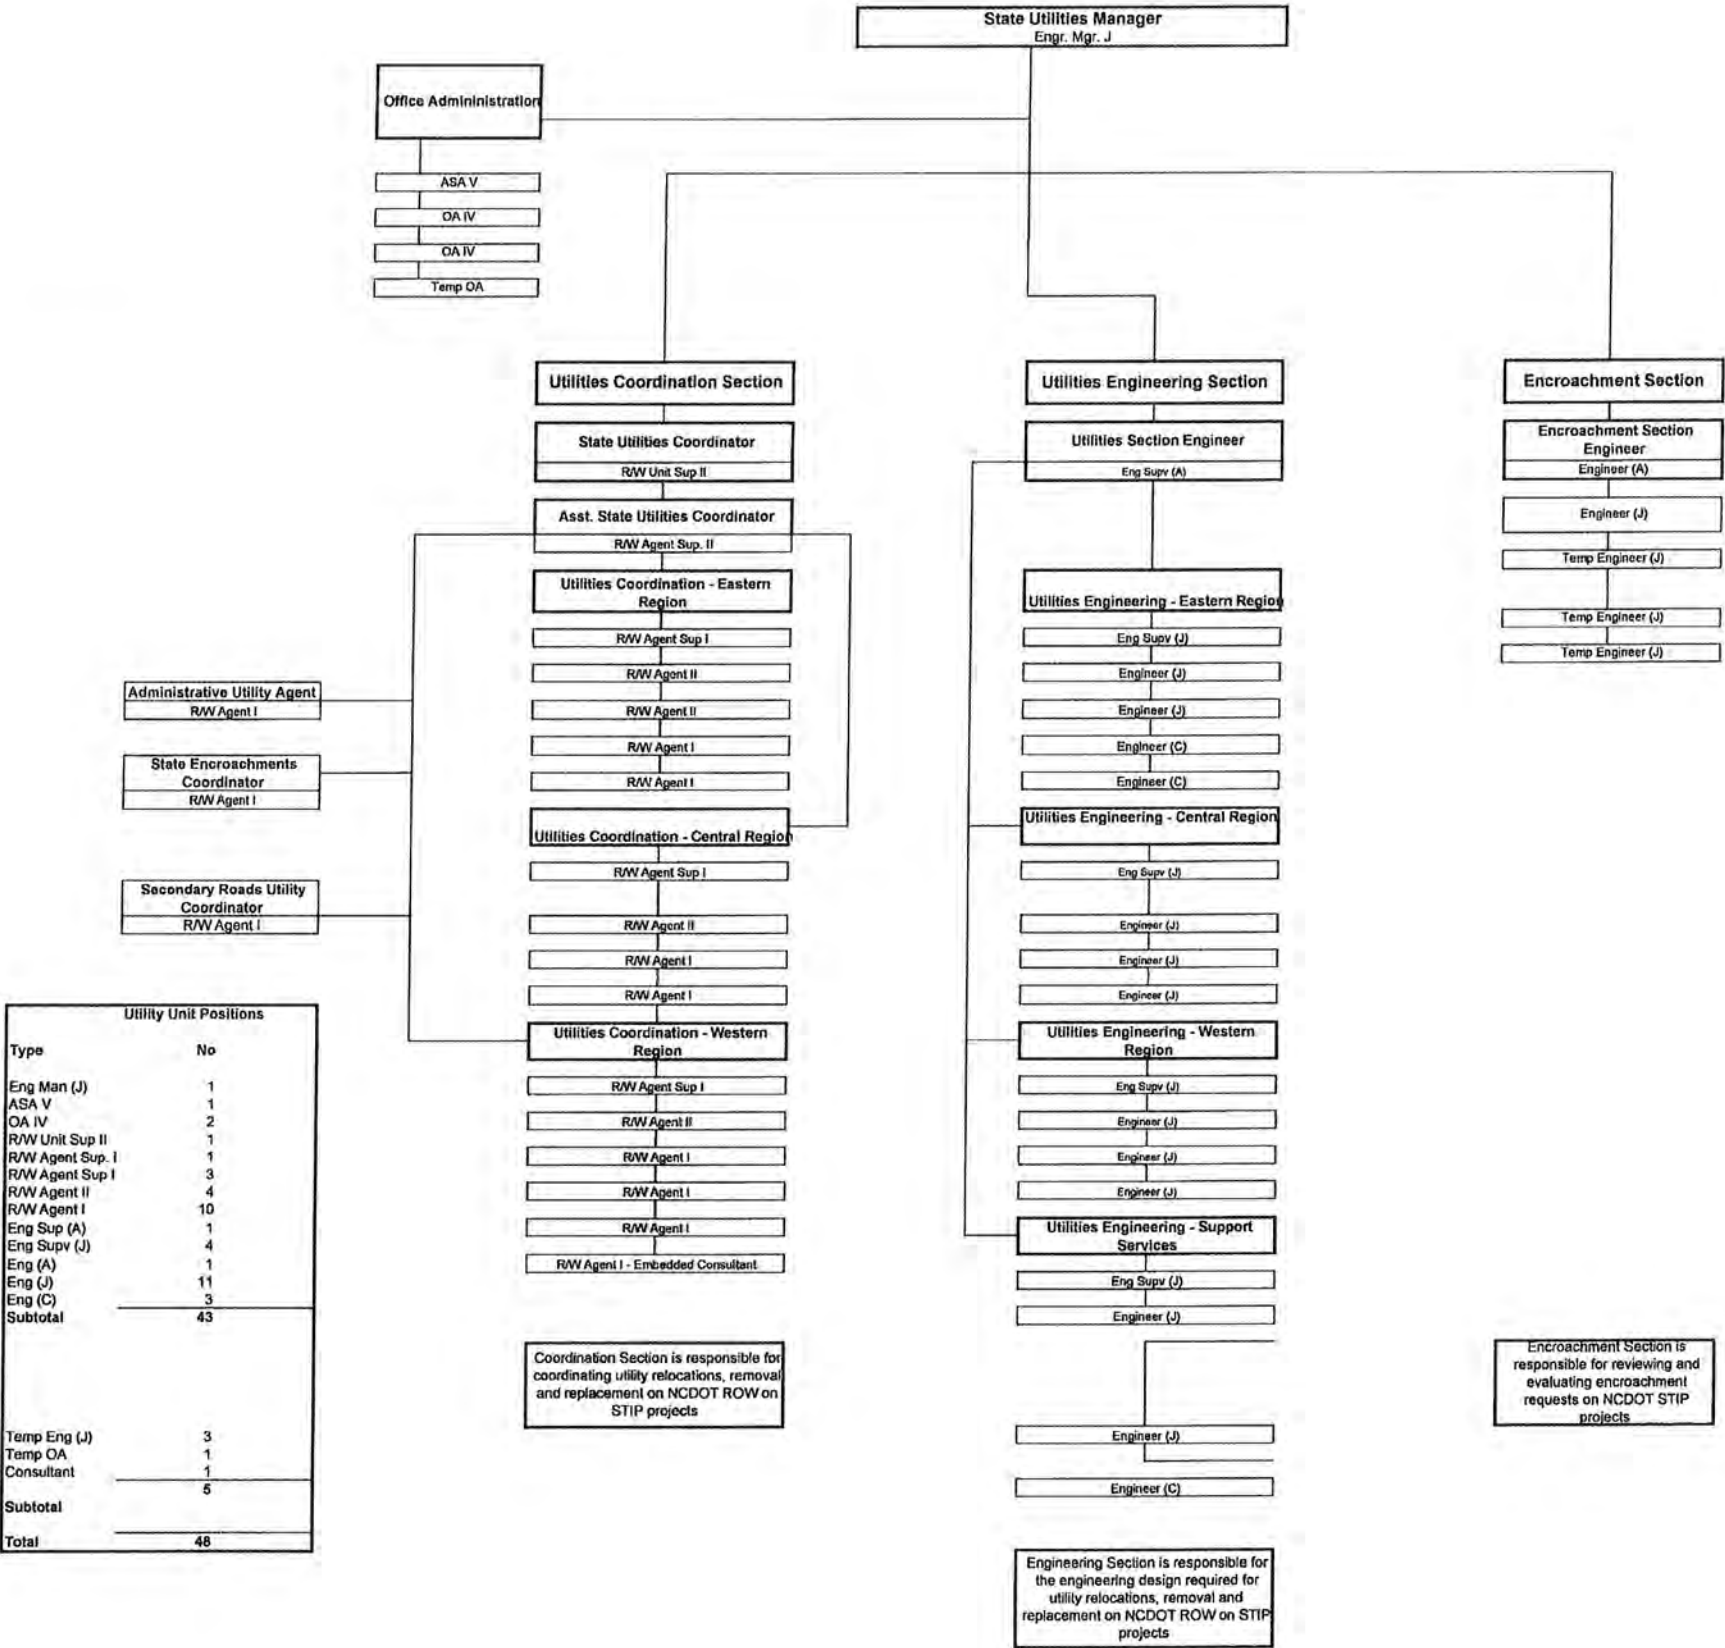 State Utilities Manager
Engr. Mgr. J
Office Admininistration
ASA V
OA IV
OA IV
Temp OA
Utilities Coordination Section
State Utilities Coordinator
R/W Unit Sup II
Asst. State Utilities Coordinator
R/W Agent Sup. II
Utilities Coordination - Eastern
Region
R/W Agent Sup I
R/W Agent II
R/W Agent II
R/W Agent I
R/W Agent I
Utilities Coordination - Central Region
R/W Agent Sup I
R/W Agent II
R/W Agent I
R/W Agent I
Utilities Coordination - Western
Region
R/W Agent Sup I
R/W Agent II
R/W Agent I
R/W Agent I
R/W Agent I
R/W Agent I - Embedded Consultant
Coordination Section is responsible for
coordinating utility relocations, removal
and replacement on NCDOT ROW on
STIP projects
Administrative Utility Agent
R/W Agent I
State Encroachments
Coordinator
R/W Agent I
Secondary Roads Utility
Coordinator
R/W Agent I
Utilities Engineering Section
Utilities Section Engineer
Eng Supv (A)
Utilities Engineering - Eastern Region
Eng Supv (J)
Engineer (J)
Engineer (J)
Engineer (C)
Engineer (C)
Utilities Engineering - Central Region
Eng Supv (J)
Engineer (J)
Engineer (J)
Engineer (J)
Utilities Engineering - Western
Region
Eng Supv (J)
Engineer (J)
Engineer (J)
Engineer (J)
Utilities Engineering - Support
Services
Eng Supv (J)
Engineer (J)
Engineer (J)
Engineer (C)
Engineering Section is responsible for
the engineering design required for
utility relocations, removal and
replacement on NCDOT ROW on STIP
projects
Encroachment Section
Encroachment Section
Engineer
Engineer (A)
Engineer (J)
Temp Engineer (J)
Temp Engineer (J)
Temp Engineer (J)
Encroachment Section is
responsible for reviewing and
evaluating encroachment
requests on NCDOT STIP
projects
Utility Unit Positions
Type No
Eng Man (J) 1
ASA V 1
OA IV 2
R/W Unit Sup II 1
R/W Agent Sup. I 1
R/W Agent Sup I 3
R/W Agent II 4
R/W Agent I 10
Eng Sup (A) 1
Eng Supv (J) 4
Eng (A) 1
Eng (J) 11
Eng (C) 3
Subtotal 43
Temp Eng (J) 3
Temp OA 1
Consultant 1
5
Subtotal
Total 48